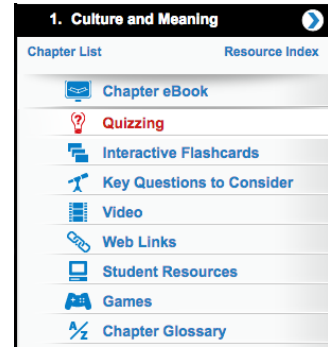 1. Culture and Meaning
Chapter List Resource Index
Chapter eBook
Quizzing
Interactive Flashcards
Key Questions to Consider
Video
Web Links
Student Resources
Games
A/Z Chapter Glossary